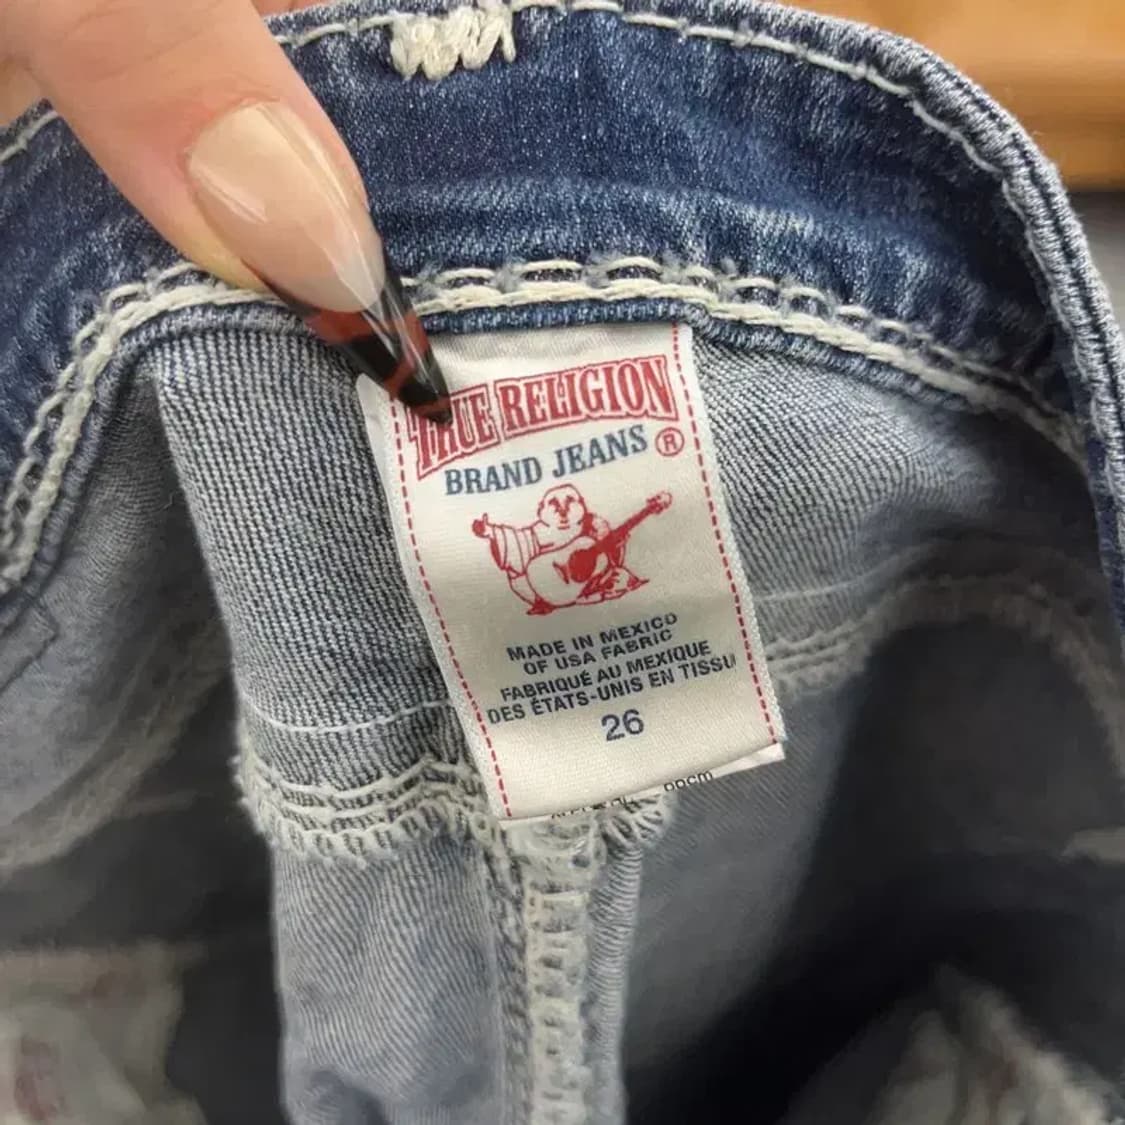 TRUE RELIGION
BRAND JEANS ®
MADE IN MEXICO
OF USA FABRIC
FABRIQUÉ AU MEXIQUE
DES ÉTATS-UNIS EN TISSU
26